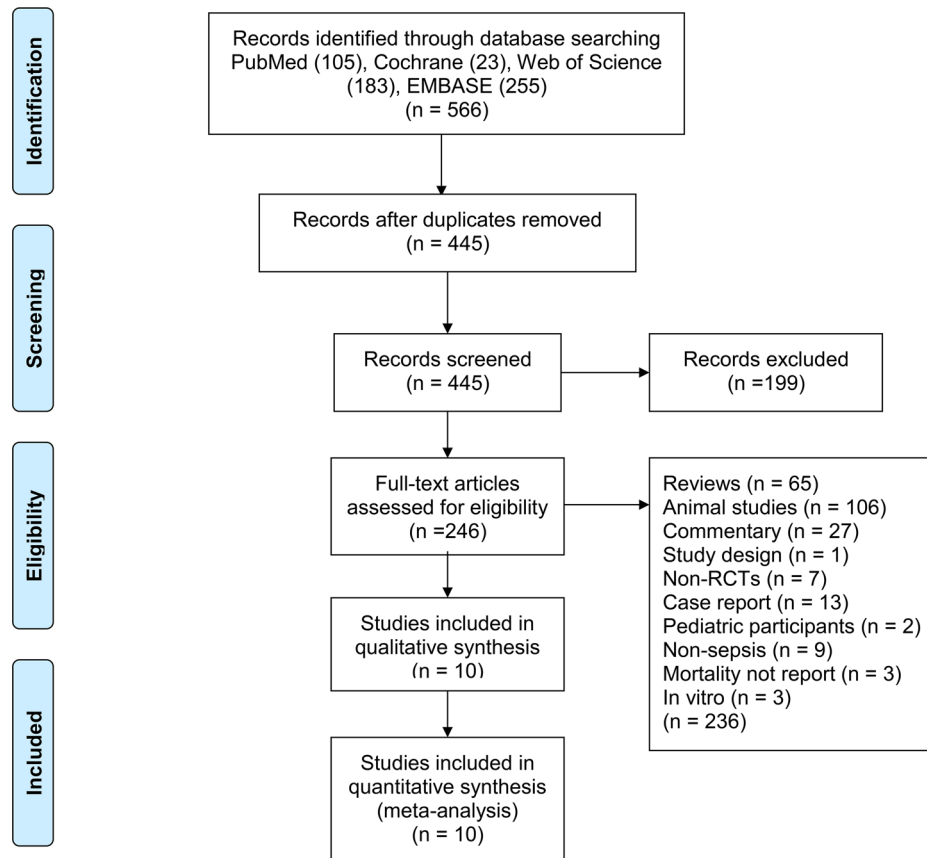 Identification
Records identified through database searching
PubMed (105), Cochrane (23), Web of Science
(183), EMBASE (255)
(n = 566)
Records after duplicates removed
(n = 445)
Screening
Records screened
(n = 445)
Records excluded
(n =199)
Eligibility
Full-text articles
assessed for eligibility
(n =246)
Reviews (n = 65)
Animal studies (n = 106)
Commentary (n = 27)
Study design (n = 1)
Non-RCTs (n = 7)
Case report (n = 13)
Pediatric participants (n = 2)
Non-sepsis (n = 9)
Mortality not report (n = 3)
In vitro (n = 3)
(n = 236)
Studies included in
qualitative synthesis
(n = 10)
Included
Studies included in
quantitative synthesis
(meta-analysis)
(n = 10)